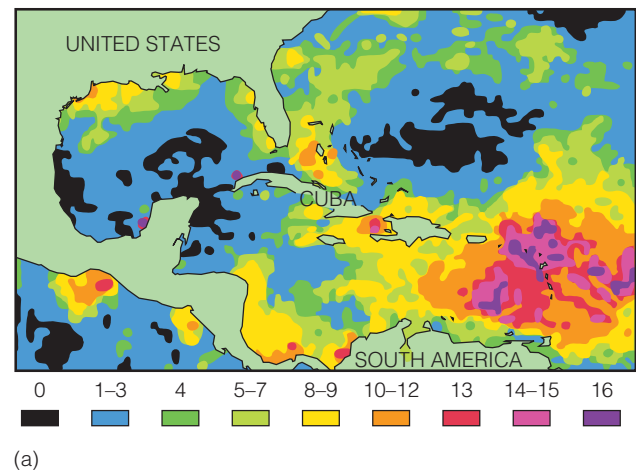 UNITED STATES
CUBA
SOUTH AMERICA
0 1–3 4 5–7 8–9 10–12 13 14–15 16
(a)